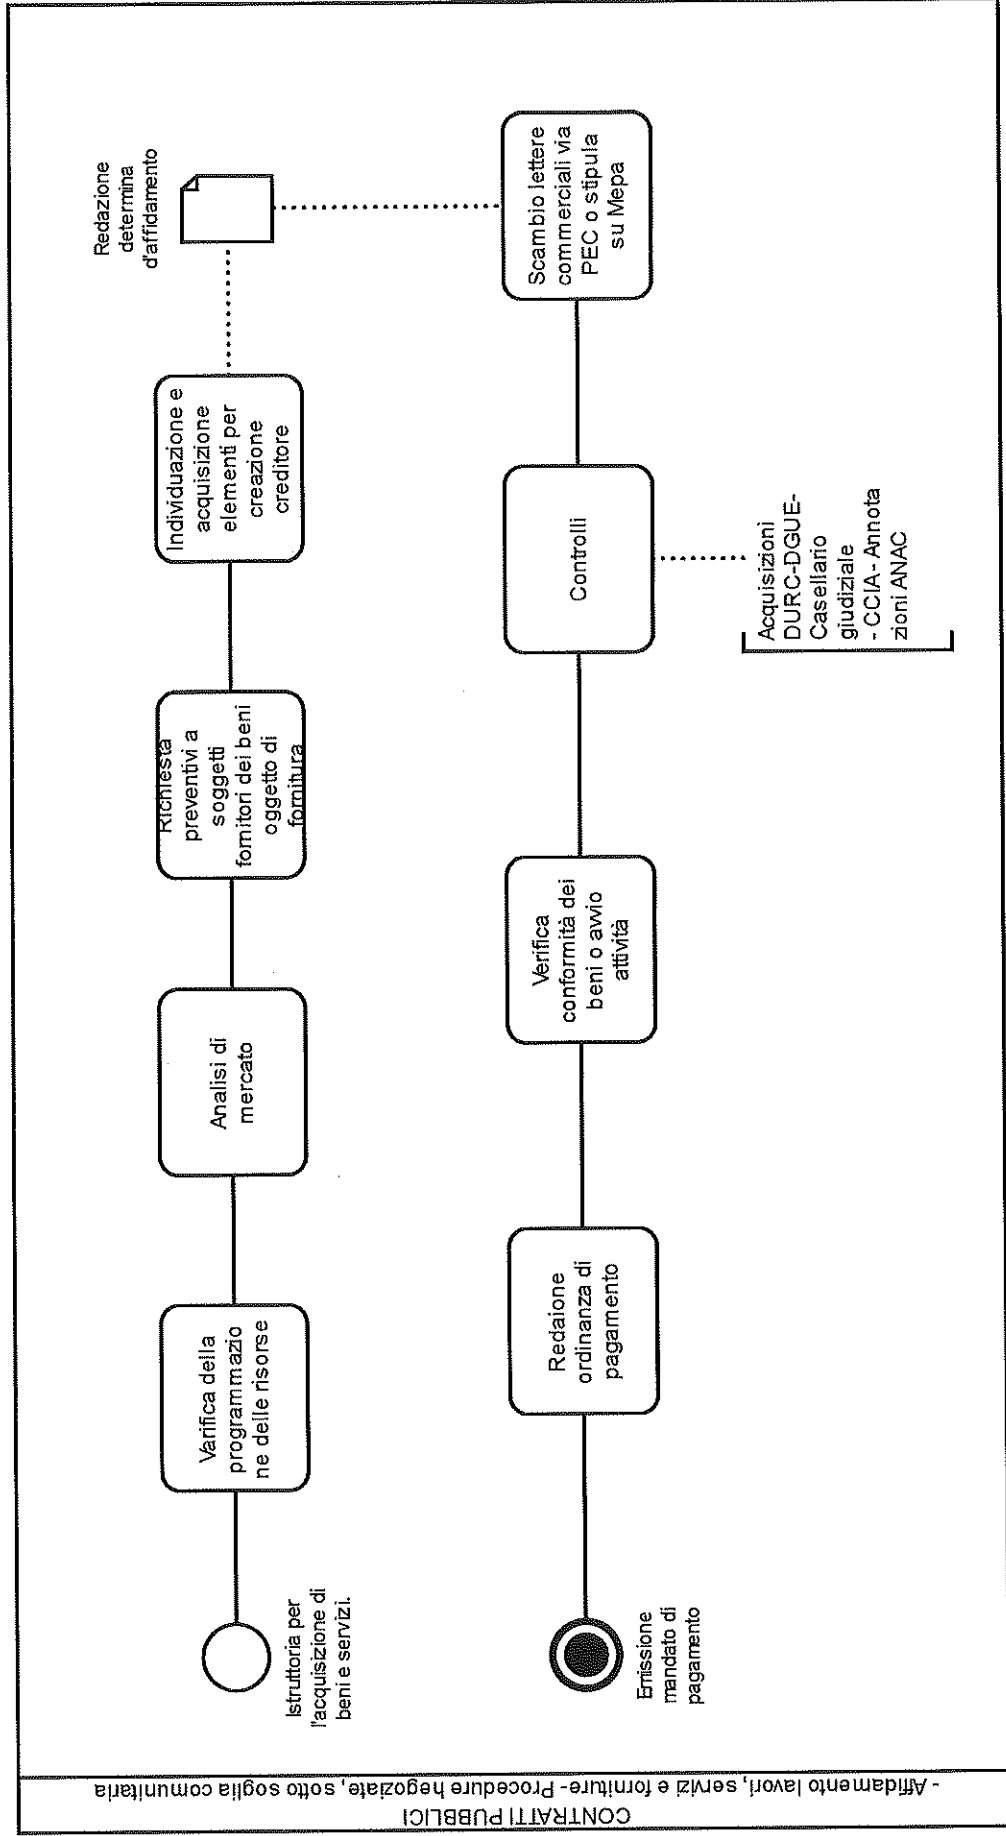 CONTRATTI PUBBLICI
- Affidamento lavori, servizi e forniture- Procedure negoziate, sotto soglia comunitaria
Istruttoria per
l'acquisizione di
beni e servizi.
Varifica della
programmazio
ne delle risorse
Analisi di
mercato
Richiesta
preventivi a
soggetti
fornitori dei beni
oggetto di
fornitura
Individuazione e
acquisizione
elementi per
creazione
creditore
Redazione
determina
d'affidamento
Scambio lettere
commerciali via
PEC o stipula
su Mepa
Controlli
Acquisizioni
DURC-DGUE-
Casellario
giudiziale
- CCIA- Annota
zioni ANAC
Verifica
conformità dei
beni o avvio
attività
Redaione
ordinanza di
pagamento
Emissione
mandato di
pagamento